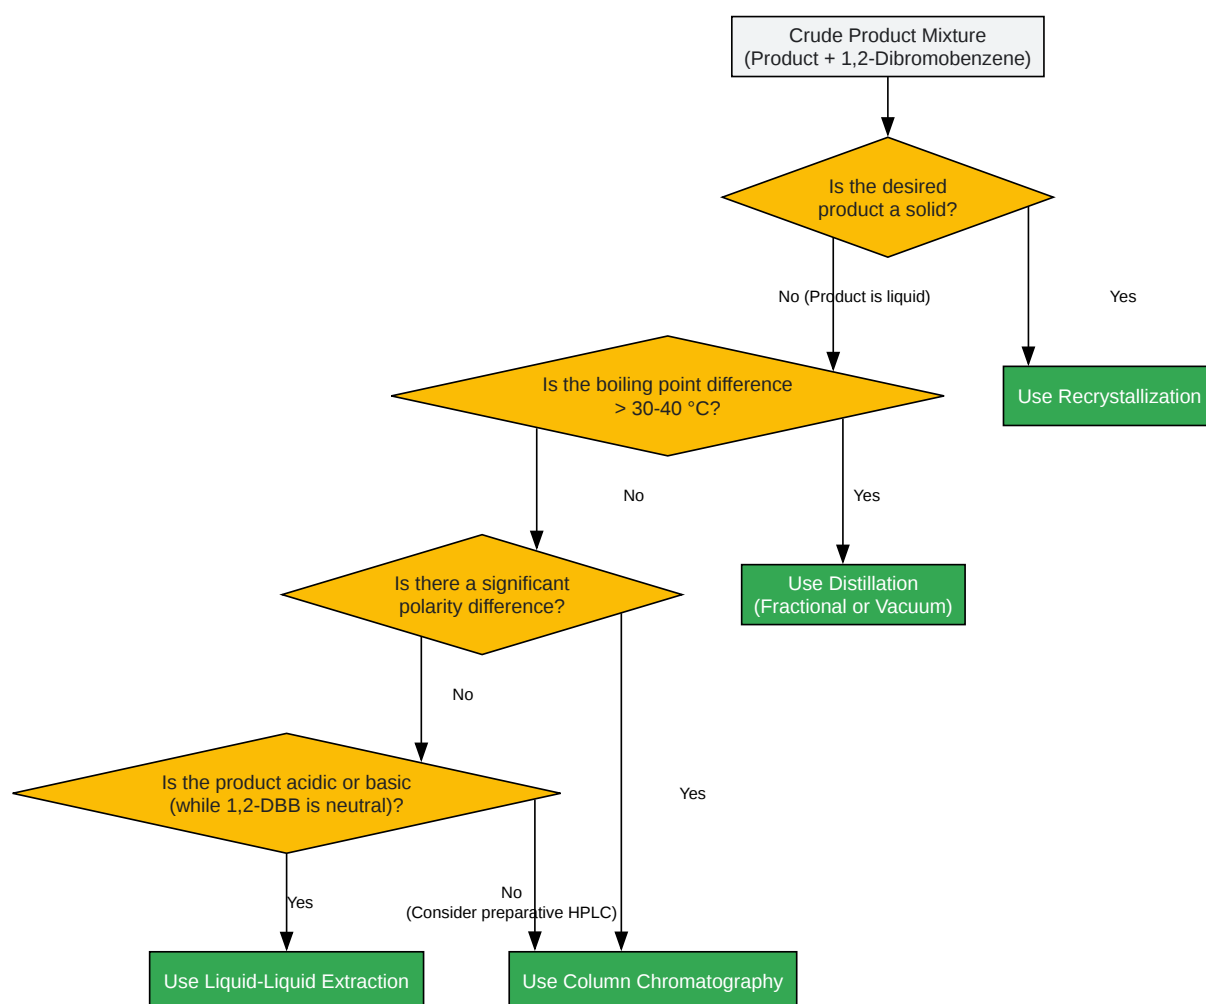 Crude Product Mixture
(Product + 1,2-Dibromobenzene)
Is the desired
product a solid?
No (Product is liquid)
Yes
Is the boiling point difference
> 30-40 °C?
Use Recrystallization
No
Yes
Is there a significant
polarity difference?
Use Distillation
(Fractional or Vacuum)
No
Is the product acidic or basic
(while 1,2-DBB is neutral)?
Yes
Yes
No
(Consider preparative HPLC)
Use Liquid-Liquid Extraction
Use Column Chromatography